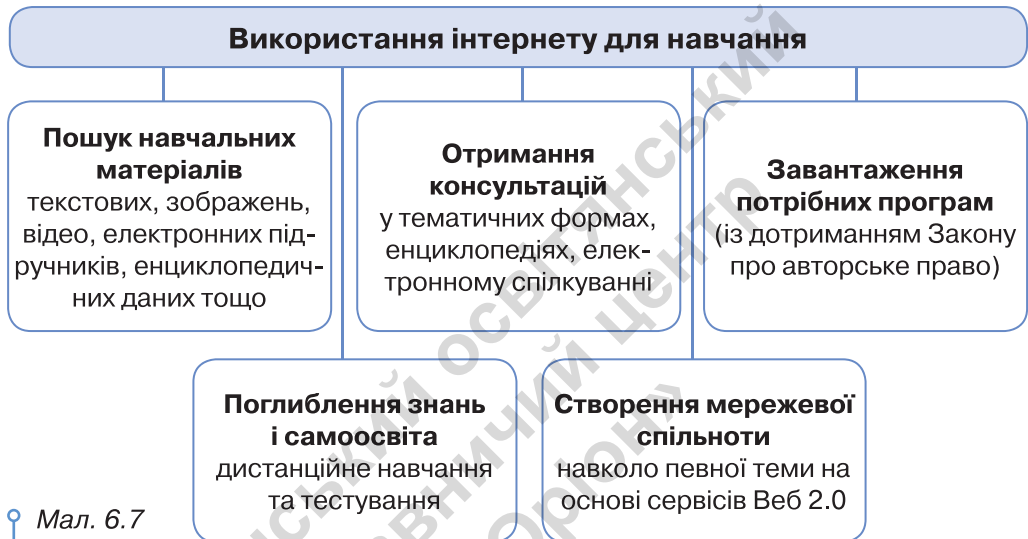 Використання інтернету для навчання
Пошук навчальних
матеріалів
текстових, зображень,
відео, електронних під-
ручників, енциклопедич-
них даних тощо
Отримання
консультацій
у тематичних формах,
енциклопедіях, елек-
тронному спілкуванні
Завантаження
потрібних програм
(із дотриманням Закону
про авторське право)
Поглиблення знань
і самоосвіта
дистанційне навчання
та тестування
Створення мережевої
спільноти
навколо певної теми на
основі сервісів Веб 2.0
Мал. 6.7